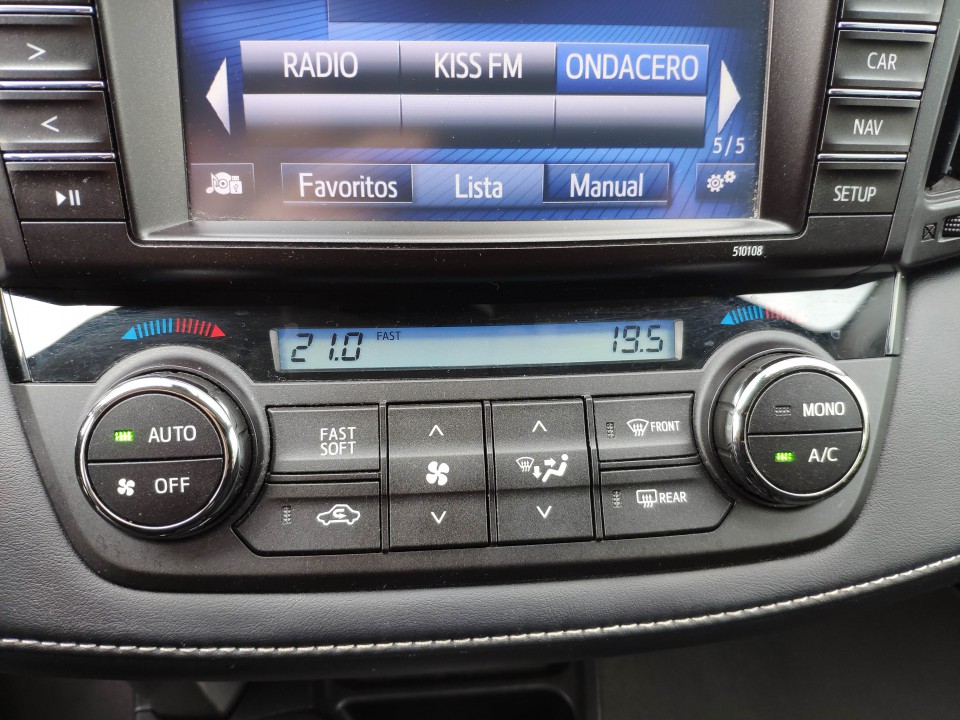 RADIO KISS FM ONDACERO
CAR
NAV
5/5
Favoritos Lista Manual
SETUP
510108
21.0 FAST 19.5
AUTO
OFF
FAST
SOFT
FRONT
REAR
MONO
A/C